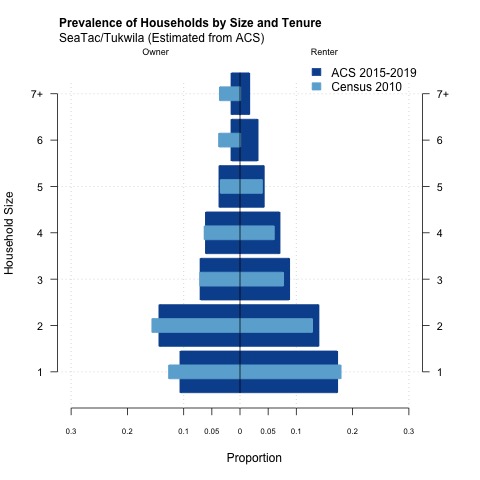 Prevalence of Households by Size and Tenure
SeaTac/Tukwila (Estimated from ACS)
Owner Renter
ACS 2015-2019
Census 2010
7+ 7+
6 6
5 5
4 4
3 3
2 2
1 1
Household Size
0.3 0.2 0.1 0.05 0 0.05 0.1 0.2 0.3
Proportion